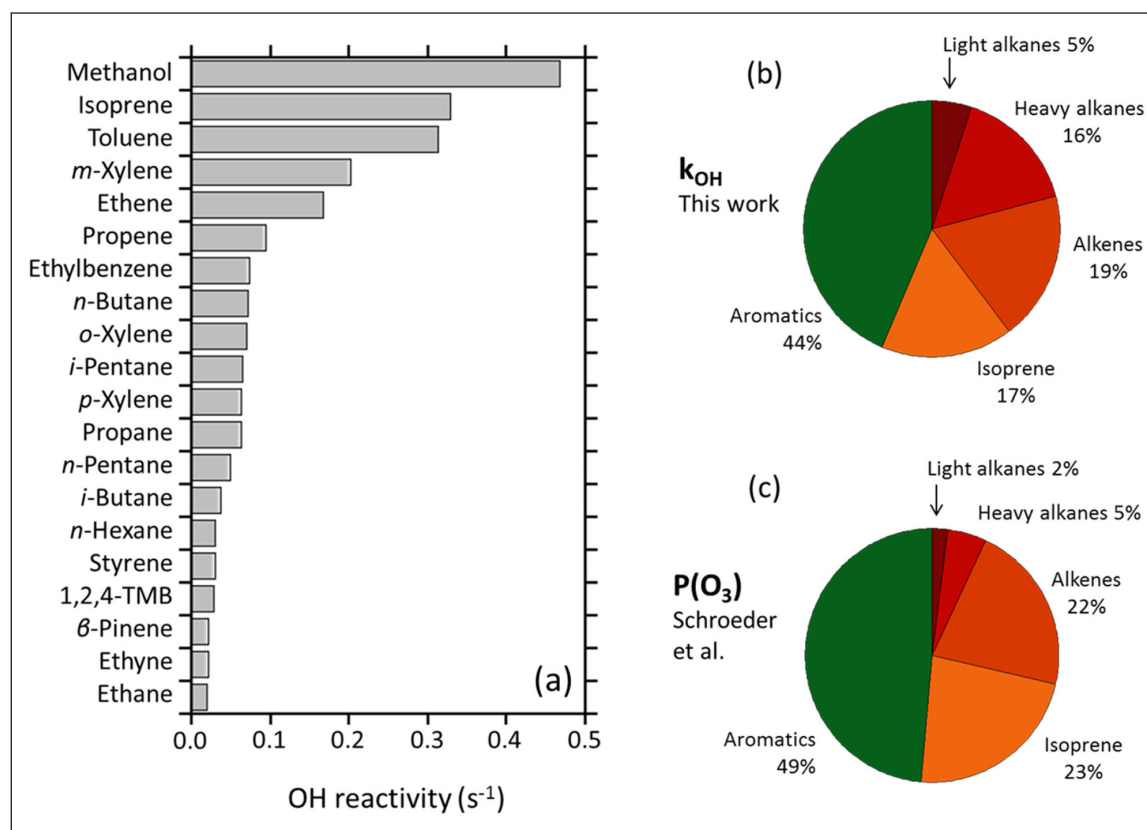 Methanol
Isoprene
Toluene
m-Xylene
Ethene
Propene
Ethylbenzene
n-Butane
o-Xylene
i-Pentane
p-Xylene
Propane
n-Pentane
i-Butane
n-Hexane
Styrene
1,2,4-TMB
β-Pinene
Ethyne
Ethane
0.0 0.1 0.2 0.3 0.4 0.5
OH reactivity (s⁻¹)
(a)
(b)
k_OH
This work
Light alkanes 5%
Heavy alkanes
16%
Alkenes
19%
Isoprene
17%
Aromatics
44%
(c)
P(O₃)
Schroeder
et al.
Light alkanes 2%
Heavy alkanes 5%
Alkenes
22%
Isoprene
23%
Aromatics
49%